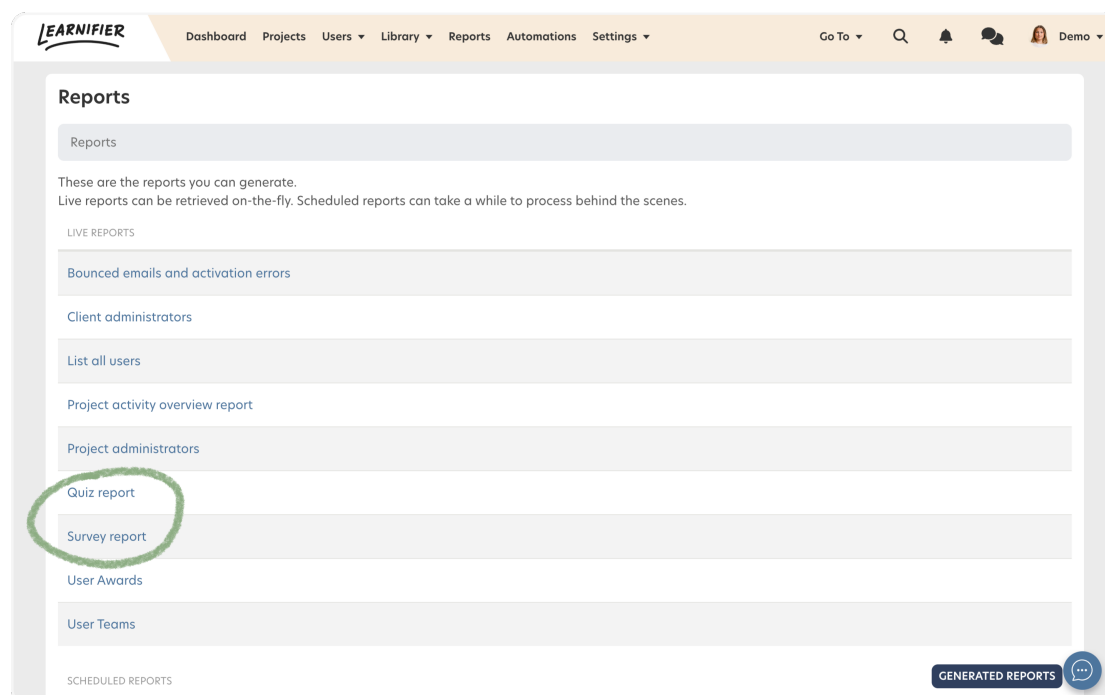 LEARNIFIER
Dashboard Projects Users Library Reports Automations Settings Go To Demo
Reports
Reports
These are the reports you can generate.
Live reports can be retrieved on-the-fly. Scheduled reports can take a while to process behind the scenes.
LIVE REPORTS
Bounced emails and activation errors
Client administrators
List all users
Project activity overview report
Project administrators
Quiz report
Survey report
User Awards
User Teams
SCHEDULED REPORTS GENERATED REPORTS